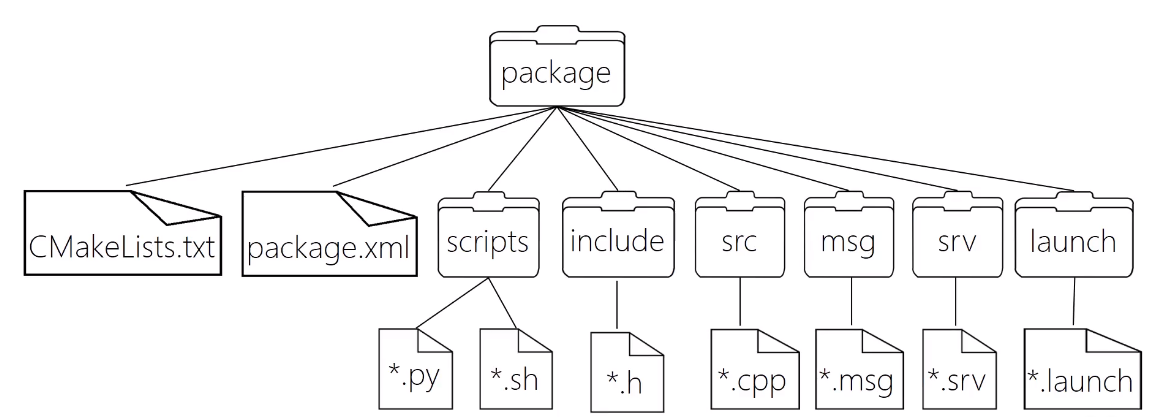 package
CMakeLists.txt
package.xml
scripts
include
src
msg
srv
launch
*.py
*.sh
*.h
*.cpp
*.msg
*.srv
*.launch